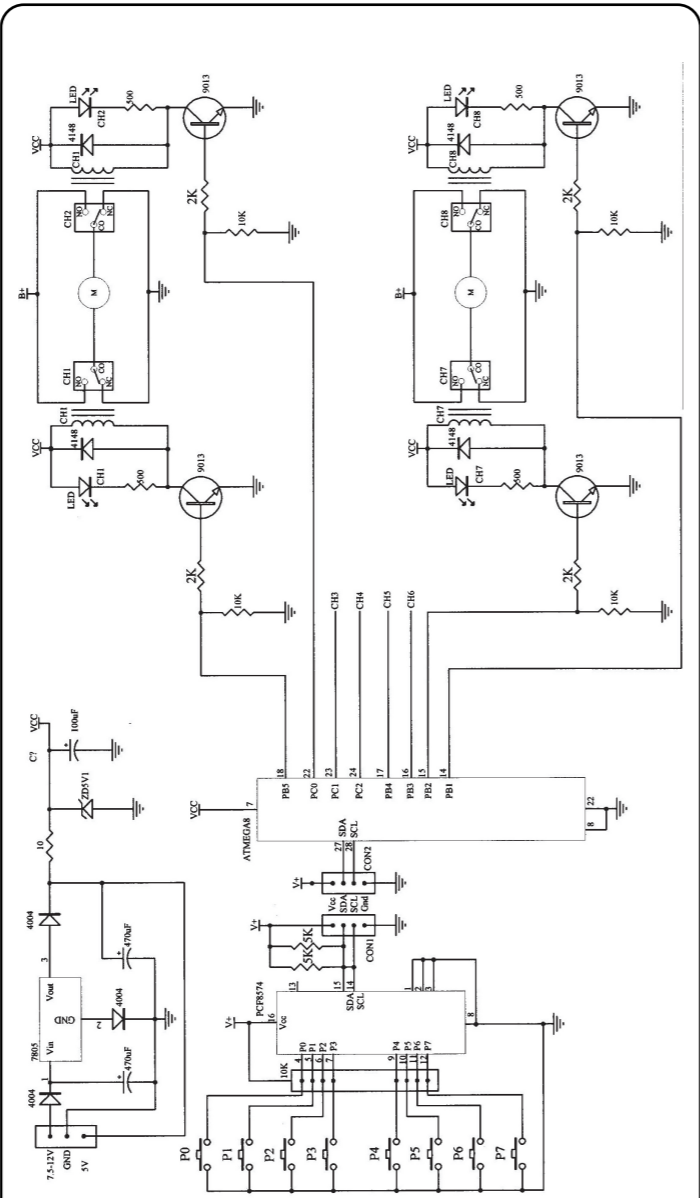 VCC
LED
CH2
500
9013
4148
CH1
2K
10K
CH2
NO
CO
NC
B+
M
CH1
NO
CO
NC
CH1
VCC
4148
LED
CH1
500
9013
2K
10K
VCC
LED
CH8
500
9013
4148
CH8
2K
10K
CH8
NO
CO
NC
B+
M
CH7
NO
CO
NC
CH7
VCC
4148
LED
CH7
500
9013
2K
10K
CH3
CH4
CH5
CH6
18
22
23
24
17
16
15
14
PB5
PC0
PC1
PC2
PB4
PB3
PB2
PB1
VCC
7
ATMEGA8
SDA
SCL
27
28
8
22
CON2
V+
Vcc
SDA
SCL
Gnd
V+
CON1
5K
5K
PCF8574
13
15
14
SDA
SCL
1
2
3
8
V+
16
Vcc
P0
P1
P2
P3
P4
P5
P6
P7
4
5
6
7
9
10
11
12
10K
P0
P1
P2
P3
P4
P5
P6
P7
VCC
C?
100uF
ZD5V1
10
4004
3
470uF
7805
Vin
GND
Vout
2
4004
1
470uF
4004
7.5-12V
GND
5V